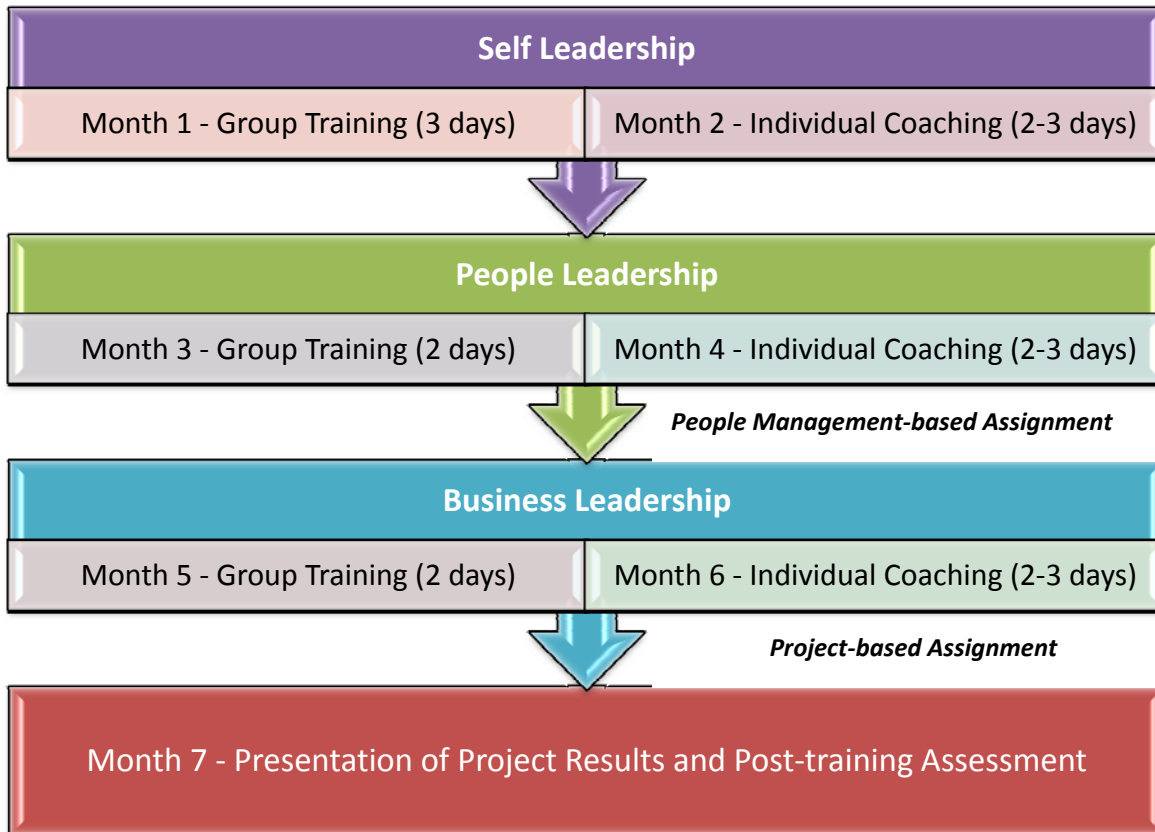 Self Leadership
Month 1 - Group Training (3 days)
Month 2 - Individual Coaching (2-3 days)
People Leadership
Month 3 - Group Training (2 days)
Month 4 - Individual Coaching (2-3 days)
People Management-based Assignment
Business Leadership
Month 5 - Group Training (2 days)
Month 6 - Individual Coaching (2-3 days)
Project-based Assignment
Month 7 - Presentation of Project Results and Post-training Assessment